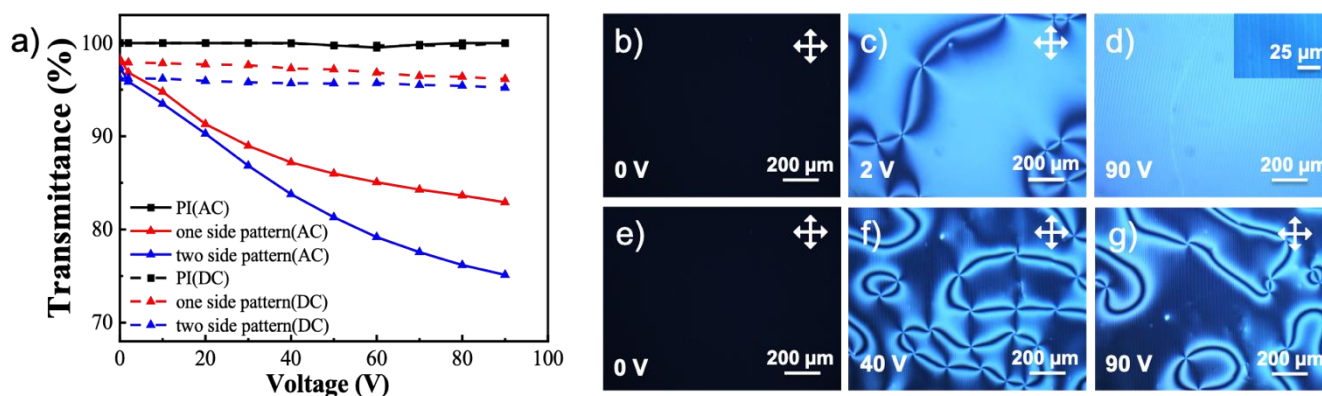 a)
Transmittance (%)
100
90
80
70
0
20
40
60
80
100
Voltage (V)
PI(AC)
one side pattern(AC)
two side pattern(AC)
PI(DC)
one side pattern(DC)
two side pattern(DC)
b)
0 V
200 µm
c)
2 V
200 µm
d)
25 µm
90 V
200 µm
e)
0 V
200 µm
f)
40 V
200 µm
g)
90 V
200 µm